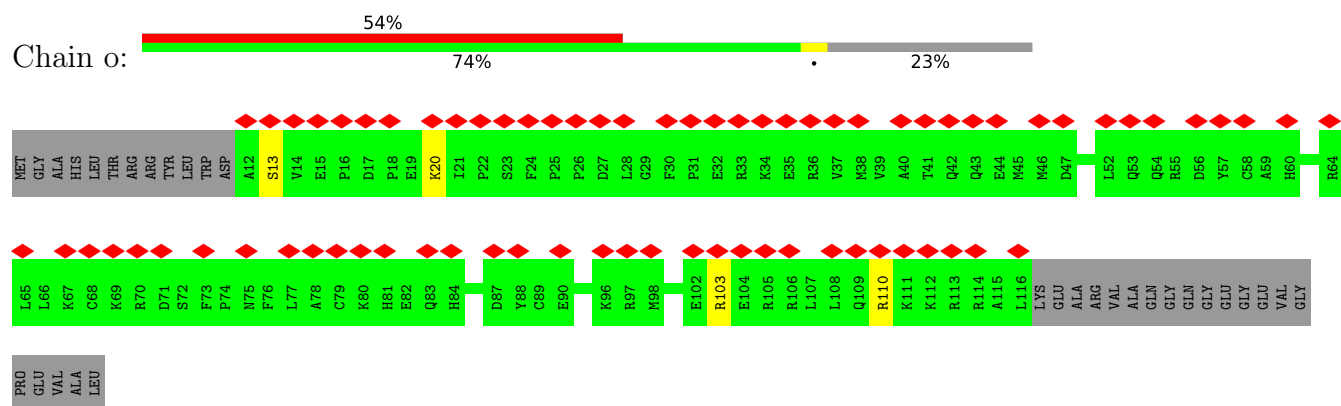 54%
Chain o:
74% • 23%
MET GLY ALA HIS LEU THR ARG ARG TYR LEU TRP ASP A12 S13 V14 E15 P16 D17 P18 E19 K20 I21 P22 S23 F24 P25 P26 D27 L28 G29 F30 P31 E32 R33 K34 E35 R36 V37 M38 V39 A40 T41 Q42 Q43 E44 M45 M46 D47 L52 Q53 Q54 R55 D56 Y57 C58 A59 H60 R64
L65 L66 K67 C68 K69 R70 D71 S72 F73 P74 N75 F76 L77 A78 C79 K80 H81 E82 Q83 H84 D87 Y88 C89 E90 K96 R97 M98 E102 R103 E104 R105 R106 L107 L108 Q109 R110 K111 K112 R113 R114 A115 L116 LYS GLU ALA ARG VAL ALA GLN GLY GLN GLY GLU GLY GLU VAL GLY
PRO GLU VAL ALA LEU